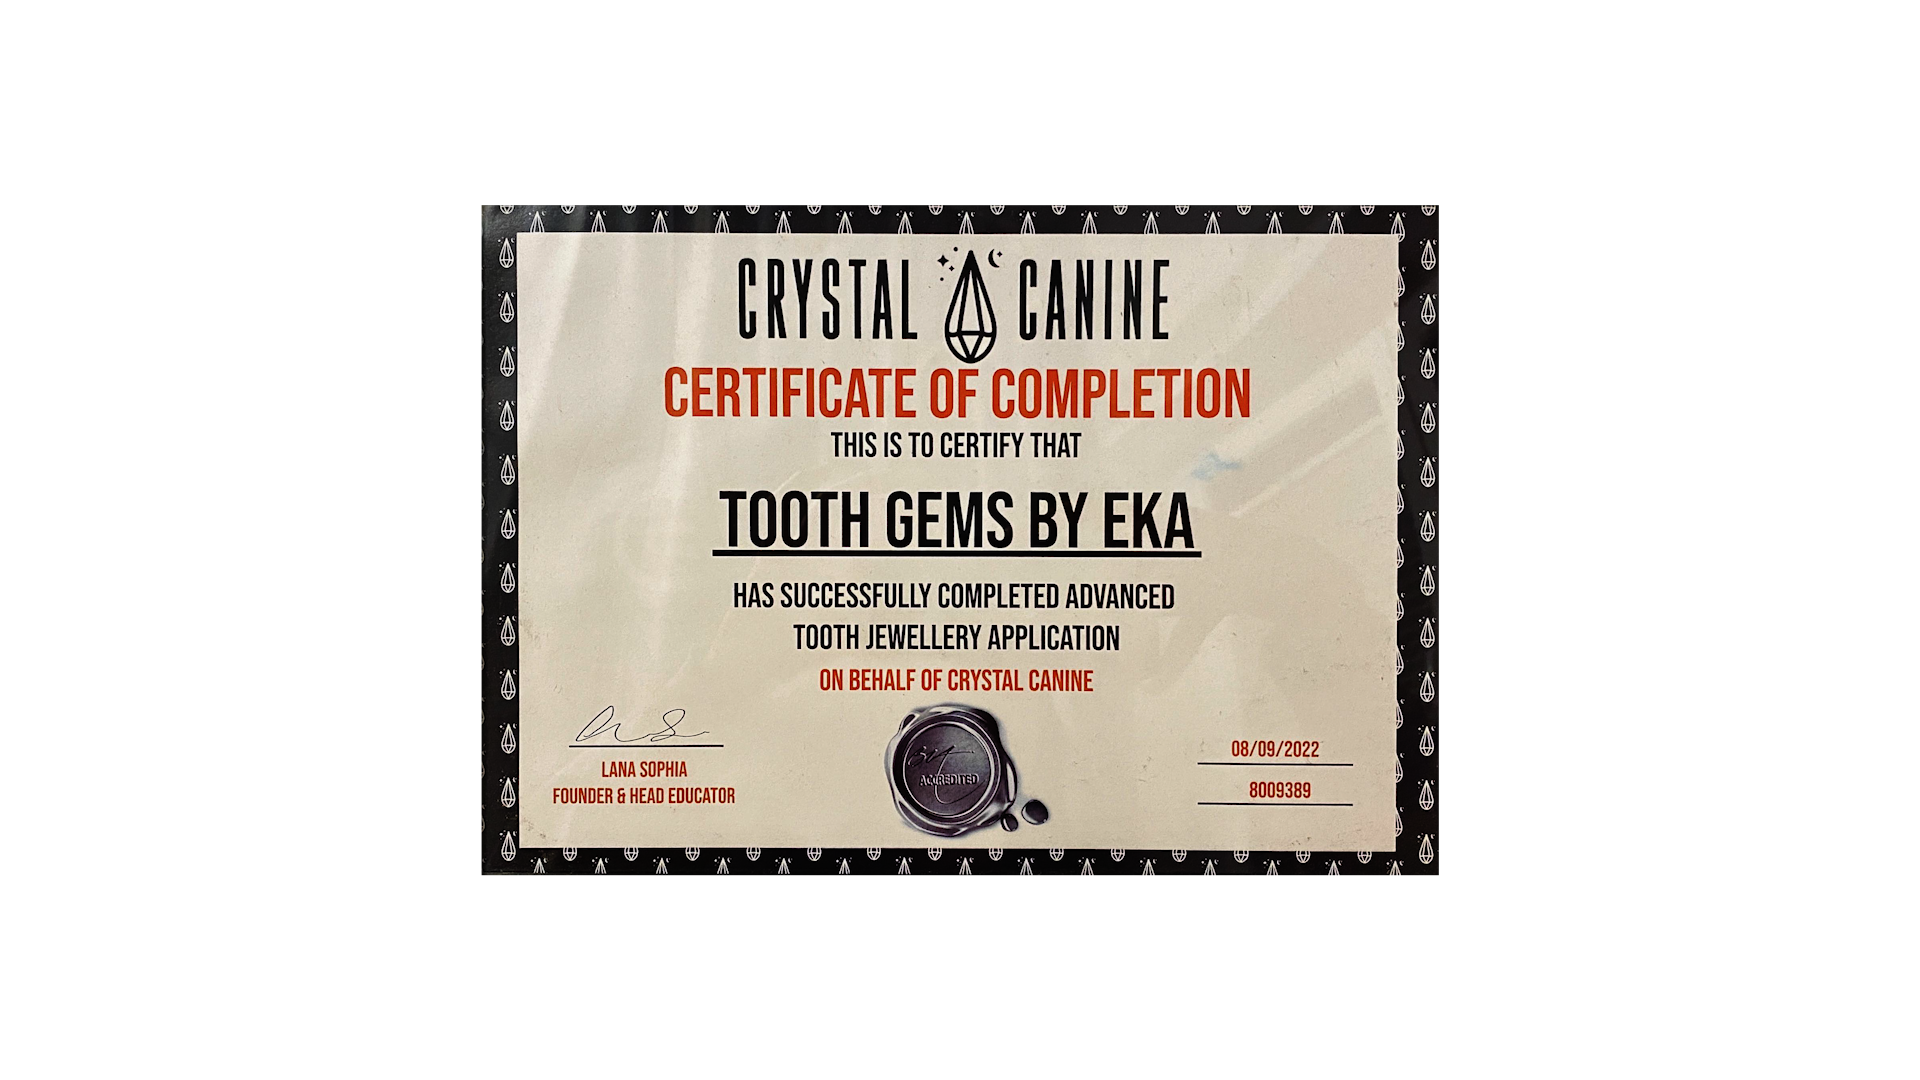 CRYSTAL CANINE
CERTIFICATE OF COMPLETION
THIS IS TO CERTIFY THAT
TOOTH GEMS BY EKA
HAS SUCCESSFULLY COMPLETED ADVANCED
TOOTH JEWELLERY APPLICATION
ON BEHALF OF CRYSTAL CANINE
LANA SOPHIA
FOUNDER & HEAD EDUCATOR
ACCREDITED
08/09/2022
8009389